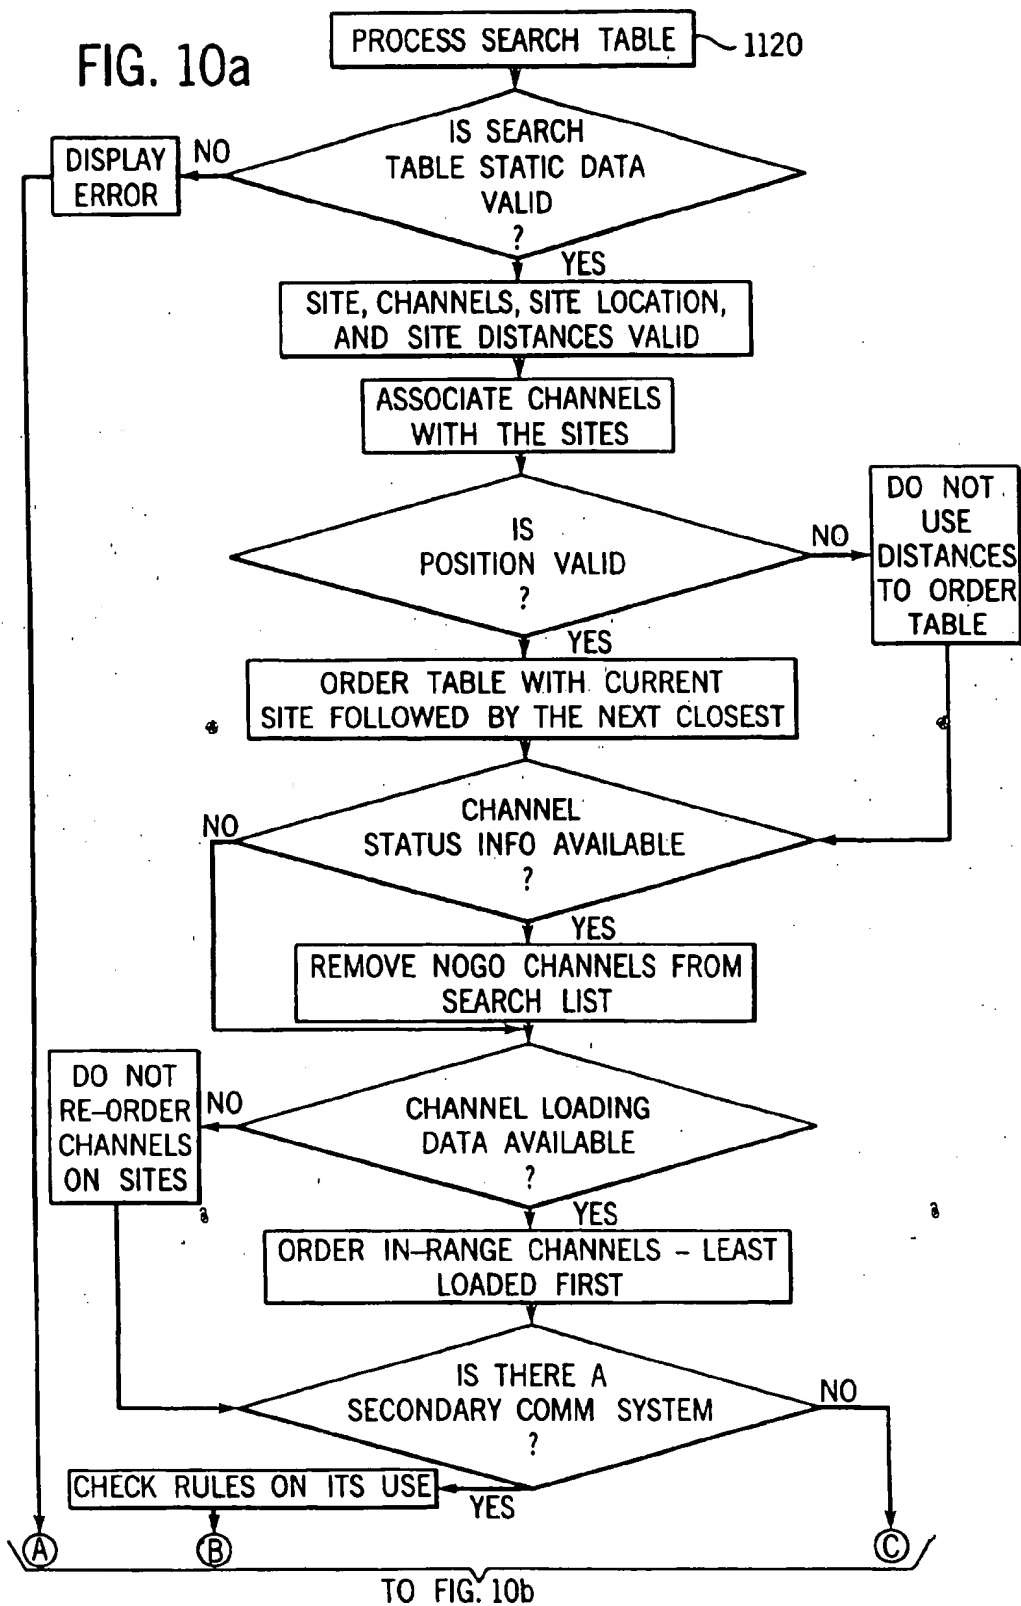 FIG. 10a
PROCESS SEARCH TABLE
1120
IS SEARCH
TABLE STATIC DATA
VALID
?
NO
DISPLAY
ERROR
YES
SITE, CHANNELS, SITE LOCATION,
AND SITE DISTANCES VALID
ASSOCIATE CHANNELS
WITH THE SITES
IS
POSITION VALID
?
NO
DO NOT
USE
DISTANCES
TO ORDER
TABLE
YES
ORDER TABLE WITH CURRENT
SITE FOLLOWED BY THE NEXT CLOSEST
CHANNEL
STATUS INFO AVAILABLE
?
NO
YES
REMOVE NOGO CHANNELS FROM
SEARCH LIST
CHANNEL LOADING
DATA AVAILABLE
?
NO
DO NOT
RE-ORDER
CHANNELS
ON SITES
YES
ORDER IN-RANGE CHANNELS - LEAST
LOADED FIRST
IS THERE A
SECONDARY COMM SYSTEM
?
NO
YES
CHECK RULES ON ITS USE
A
B
C
TO FIG. 10b